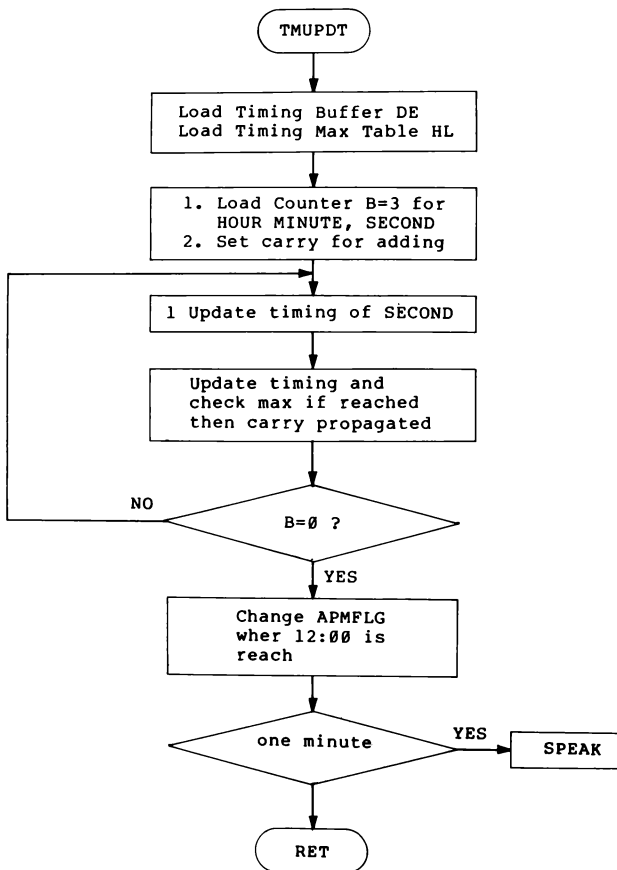 TMUPDT
Load Timing Buffer DE
Load Timing Max Table HL
1. Load Counter B=3 for
HOUR MINUTE, SECOND
2. Set carry for adding
1 Update timing of SECOND
Update timing and
check max if reached
then carry propagated
NO
B=0 ?
YES
Change APMFLG
wher 12:00 is
reach
one minute
YES
SPEAK
RET